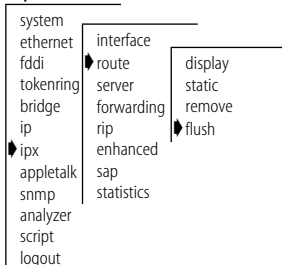 system
ethernet
fddi
tokenring
bridge
ip
ipx
appletalk
snmp
analyzer
script
logout
interface
route
server
forwarding
rip
enhanced
sap
statistics
display
static
remove
flush